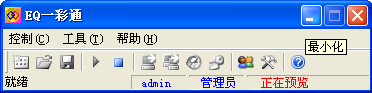 EQ一彩通
控制(C) 工具(T) 帮助(H)
最小化
就绪 admin 管理员 正在预览